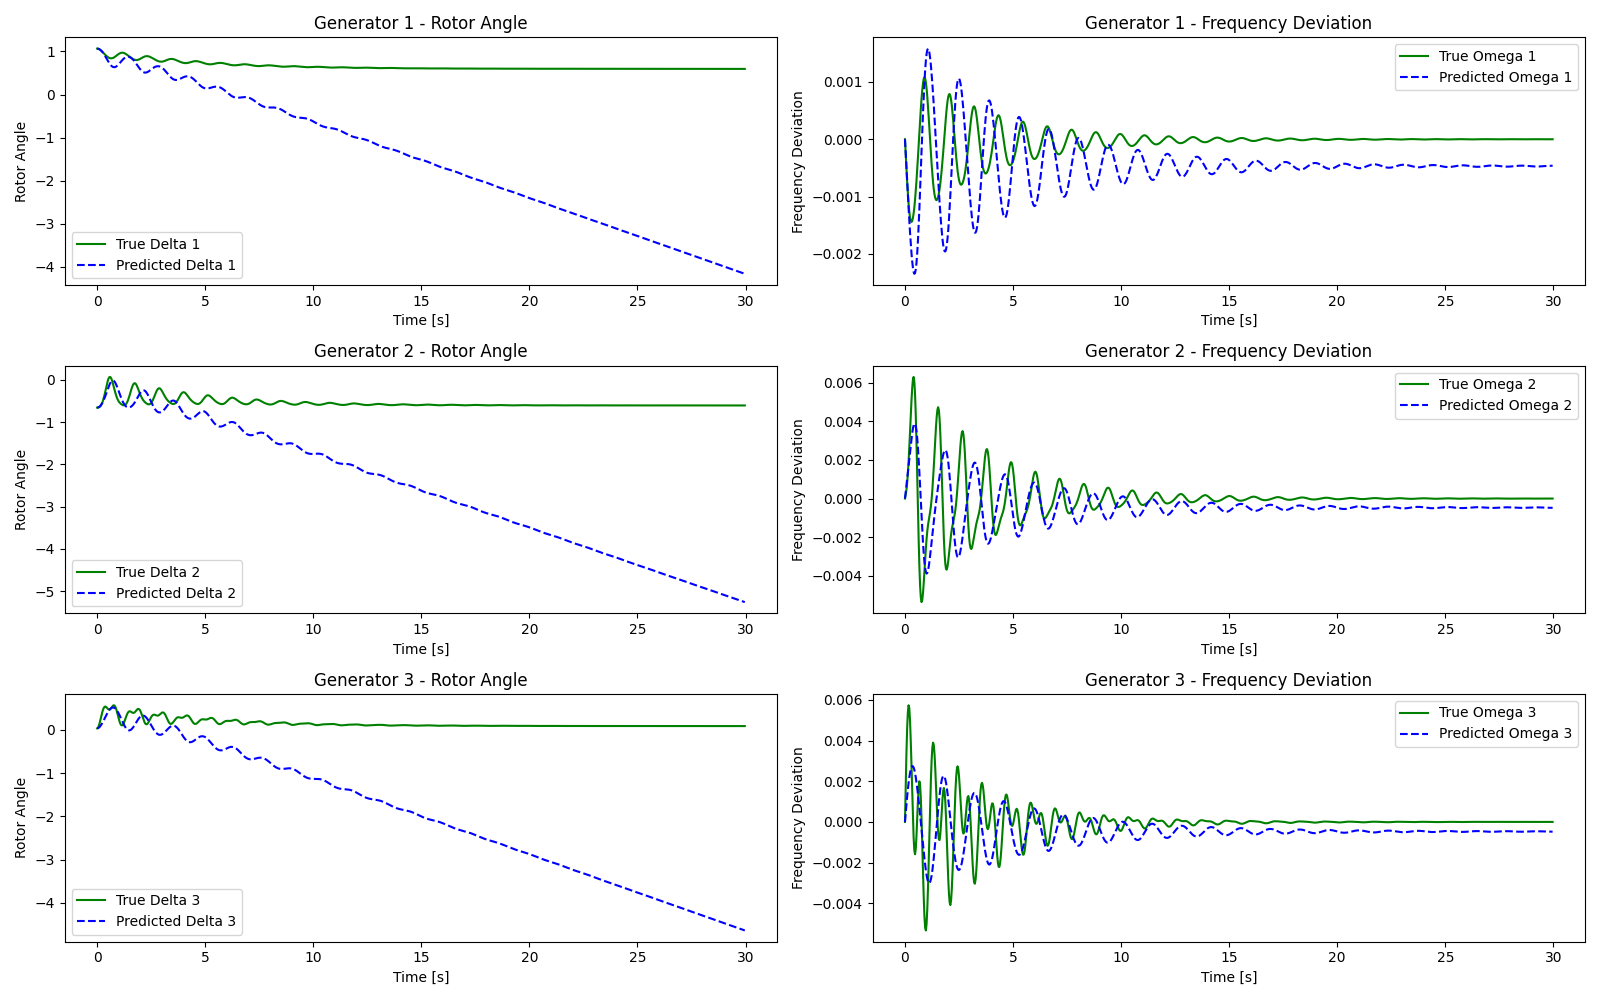 Generator 1 - Rotor Angle
Rotor Angle
1
0
−1
−2
−3
−4
True Delta 1
Predicted Delta 1
0 5 10 15 20 25 30
Time [s]
Generator 1 - Frequency Deviation
Frequency Deviation
0.001
0.000
−0.001
−0.002
True Omega 1
Predicted Omega 1
0 5 10 15 20 25 30
Time [s]
Generator 2 - Rotor Angle
Rotor Angle
0
−1
−2
−3
−4
−5
True Delta 2
Predicted Delta 2
0 5 10 15 20 25 30
Time [s]
Generator 2 - Frequency Deviation
Frequency Deviation
0.006
0.004
0.002
0.000
−0.002
−0.004
True Omega 2
Predicted Omega 2
0 5 10 15 20 25 30
Time [s]
Generator 3 - Rotor Angle
Rotor Angle
0
−1
−2
−3
−4
True Delta 3
Predicted Delta 3
0 5 10 15 20 25 30
Time [s]
Generator 3 - Frequency Deviation
Frequency Deviation
0.006
0.004
0.002
0.000
−0.002
−0.004
True Omega 3
Predicted Omega 3
0 5 10 15 20 25 30
Time [s]